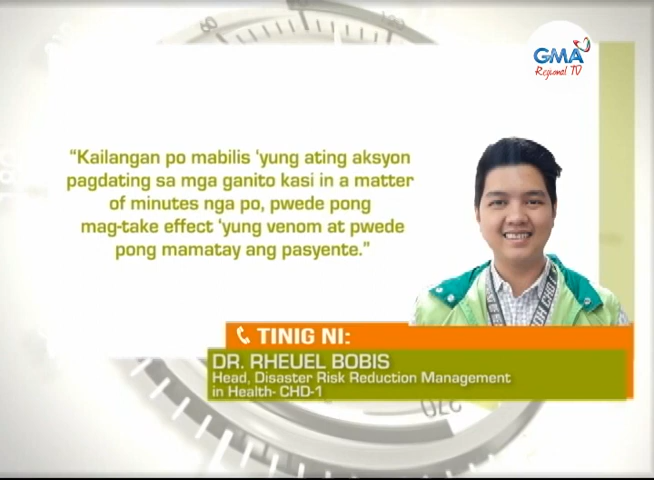 60
GMA
Regional TV
“Kailangan po mabilis ‘yung ating aksyon
pagdating sa mga ganito kasi in a matter
of minutes nga po, pwede pong
mag-take effect ‘yung venom at pwede
pong mamatay ang pasyente.”
TINIG NI:
DR. RHEUEL BOBIS
Head, Disaster Risk Reduction Management
in Health- CHD-1
270